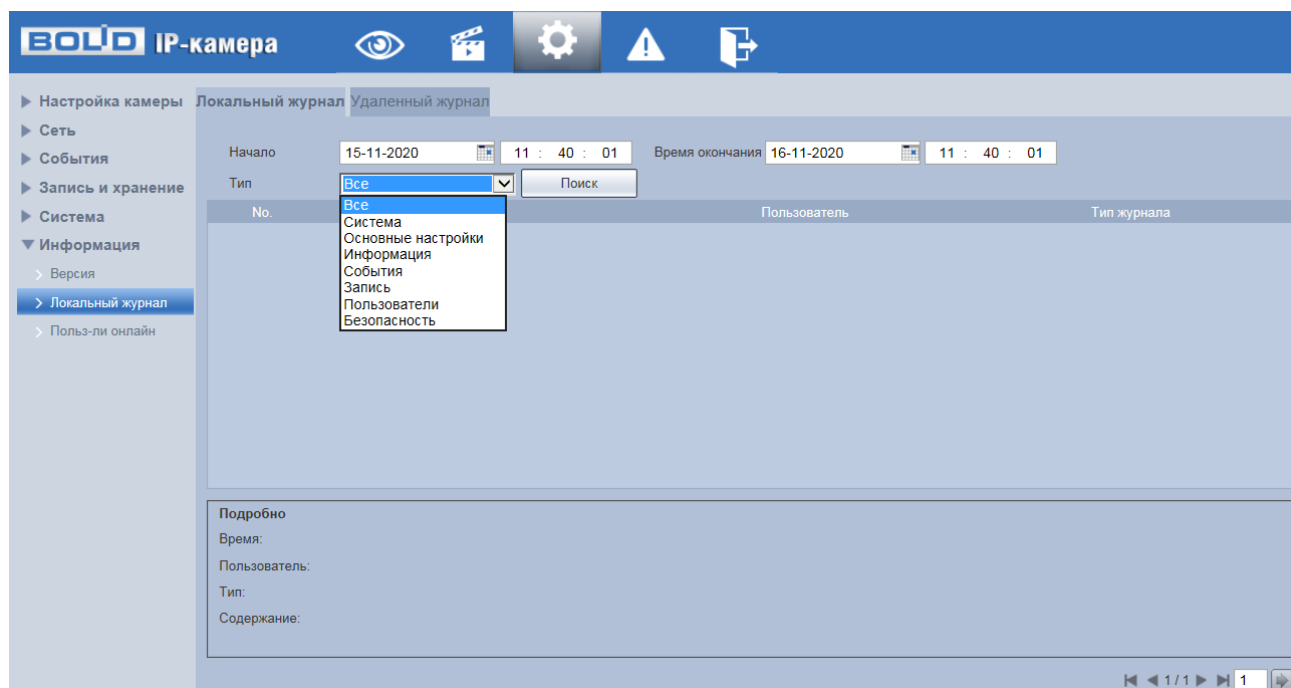 BOLID IP-камера
Настройка камеры
Сеть
События
Запись и хранение
Система
Информация
Версия
Локальный журнал
Польз-ли онлайн
Локальный журнал Удаленный журнал
Начало 15-11-2020 11 : 40 : 01 Время окончания 16-11-2020 11 : 40 : 01
Тип Все Поиск
No. Пользователь Тип журнала
Все
Система
Основные настройки
Информация
События
Запись
Пользователи
Безопасность
Подробно
Время:
Пользователь:
Тип:
Содержание:
1 / 1 1